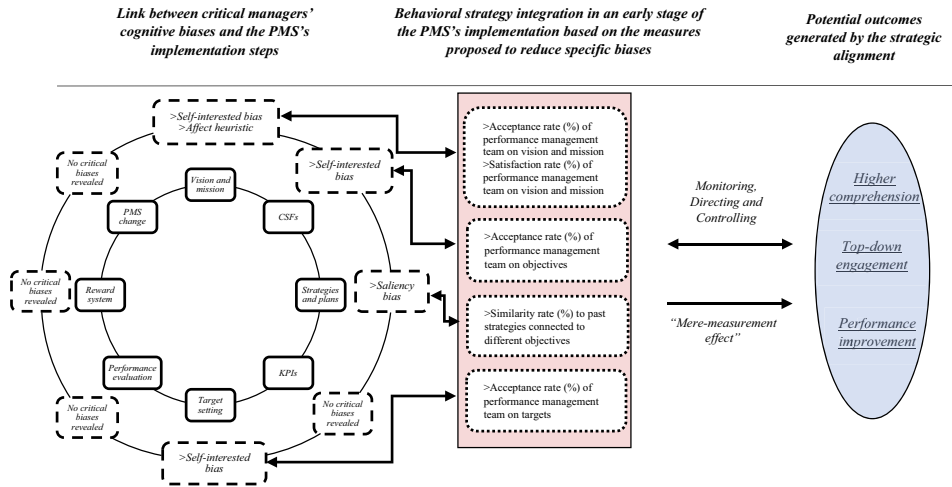 Link between critical managers’
cognitive biases and the PMS’s
implementation steps
Behavioral strategy integration in an early stage of
the PMS’s implementation based on the measures
proposed to reduce specific biases
Potential outcomes
generated by the strategic
alignment
>Self-interested bias
>Affect heuristic
>Self-interested
bias
>Saliency
bias
No critical
biases
revealed
>Self-interested
bias
No critical
biases
revealed
No critical
biases
revealed
No critical
biases
revealed
Vision and
mission
CSFs
Strategies
and plans
KPIs
Target
setting
Performance
evaluation
Reward
system
PMS
change
>Acceptance rate (%) of
performance management
team on vision and mission
>Satisfaction rate (%) of
performance management
team on vision and mission
>Acceptance rate (%) of
performance management
team on objectives
>Similarity rate (%) to past
strategies connected to
different objectives
>Acceptance rate (%) of
performance management
team on targets
Monitoring,
Directing and
Controlling
“Mere-measurement
effect”
Higher
comprehension
Top-down
engagement
Performance
improvement